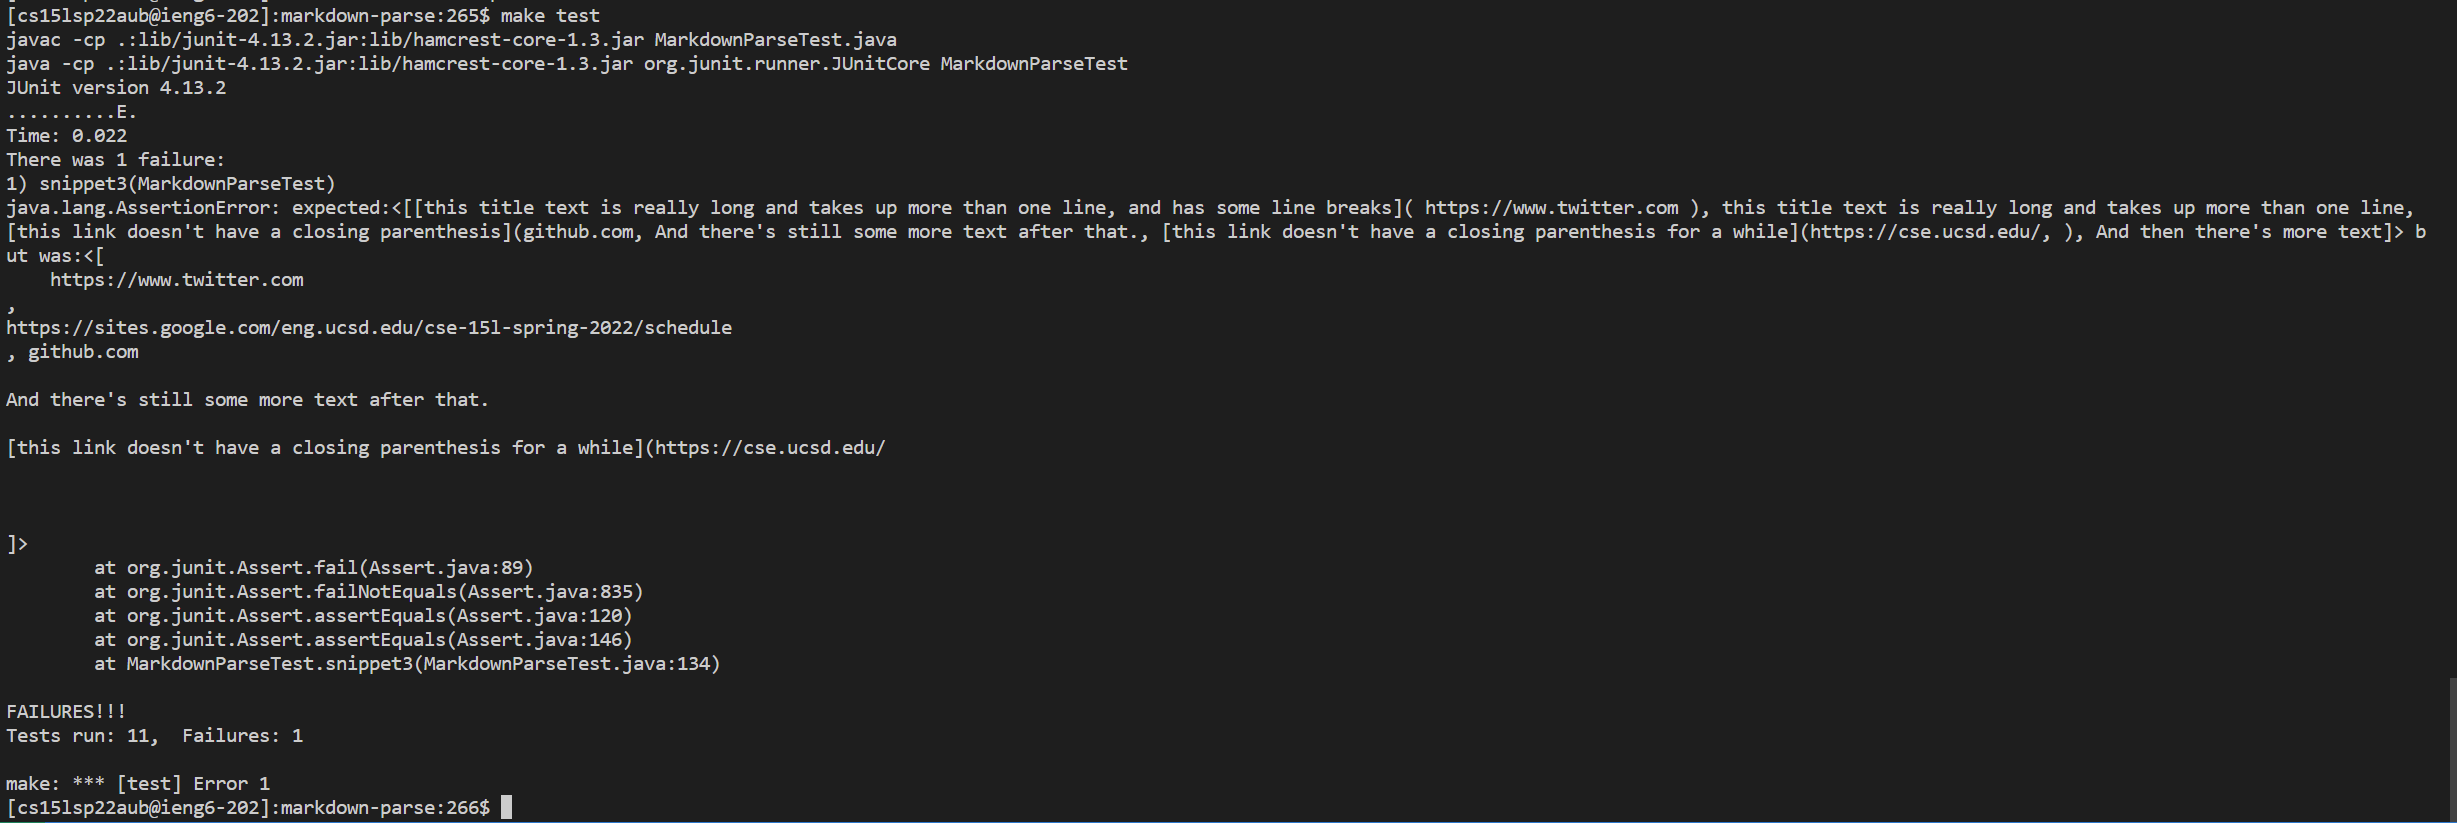 [cs15lsp22aub@ieng6-202]:markdown-parse:265$ make test
javac -cp .:lib/junit-4.13.2.jar:lib/hamcrest-core-1.3.jar MarkdownParseTest.java
java -cp .:lib/junit-4.13.2.jar:lib/hamcrest-core-1.3.jar org.junit.runner.JUnitCore MarkdownParseTest
JUnit version 4.13.2
..........E.
Time: 0.022
There was 1 failure:
1) snippet3(MarkdownParseTest)
java.lang.AssertionError: expected:<[[this title text is really long and takes up more than one line, and has some line breaks]( https://www.twitter.com ), this title text is really long and takes up more than one line,
[this link doesn't have a closing parenthesis](github.com, And there's still some more text after that., [this link doesn't have a closing parenthesis for a while](https://cse.ucsd.edu/, ), And then there's more text]> b
ut was:<[
    https://www.twitter.com
,
https://sites.google.com/eng.ucsd.edu/cse-15l-spring-2022/schedule
, github.com

And there's still some more text after that.

[this link doesn't have a closing parenthesis for a while](https://cse.ucsd.edu/



]>
        at org.junit.Assert.fail(Assert.java:89)
        at org.junit.Assert.failNotEquals(Assert.java:835)
        at org.junit.Assert.assertEquals(Assert.java:120)
        at org.junit.Assert.assertEquals(Assert.java:146)
        at MarkdownParseTest.snippet3(MarkdownParseTest.java:134)

FAILURES!!!
Tests run: 11,  Failures: 1

make: *** [test] Error 1
[cs15lsp22aub@ieng6-202]:markdown-parse:266$